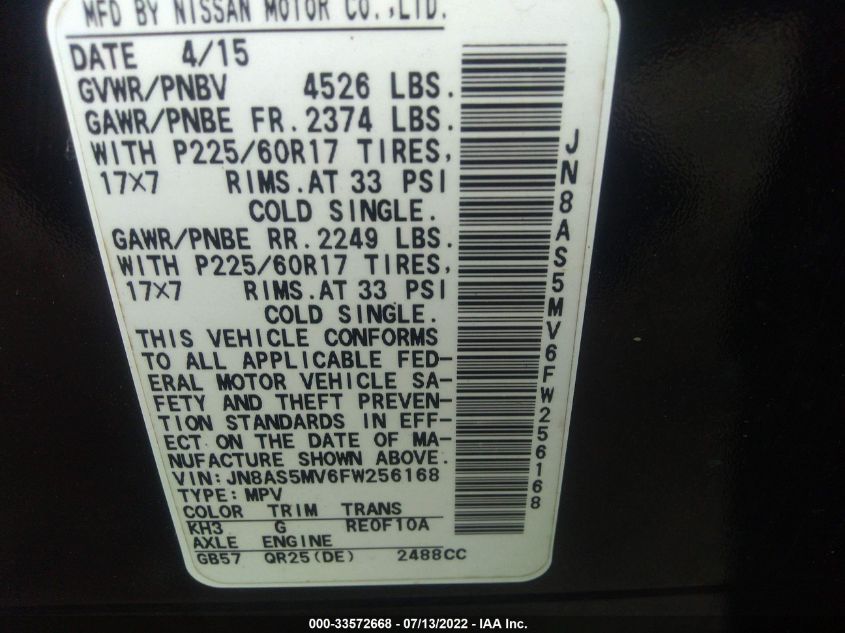 MFD BY NISSAN MOTOR CO.,LTD.
DATE 4/15
GVWR/PNBV 4526 LBS.
GAWR/PNBE FR. 2374 LBS.
WITH P225/60R17 TIRES,
17X7 RIMS.AT 33 PSI
COLD SINGLE.
GAWR/PNBE RR. 2249 LBS.
WITH P225/60R17 TIRES,
17X7 RIMS.AT 33 PSI
COLD SINGLE.
THIS VEHICLE CONFORMS
TO ALL APPLICABLE FED-
ERAL MOTOR VEHICLE SA-
FETY AND THEFT PREVEN-
TION STANDARDS IN EFF-
ECT ON THE DATE OF MA-
NUFACTURE SHOWN ABOVE.
VIN:JN8AS5MV6FW256168
TYPE:MPV
COLOR TRIM TRANS
KH3 G RE0F10A
AXLE ENGINE
GB57 QR25(DE) 2488CC
JN8AS5MV6FW256168
000-33572668 - 07/13/2022 - IAA Inc.